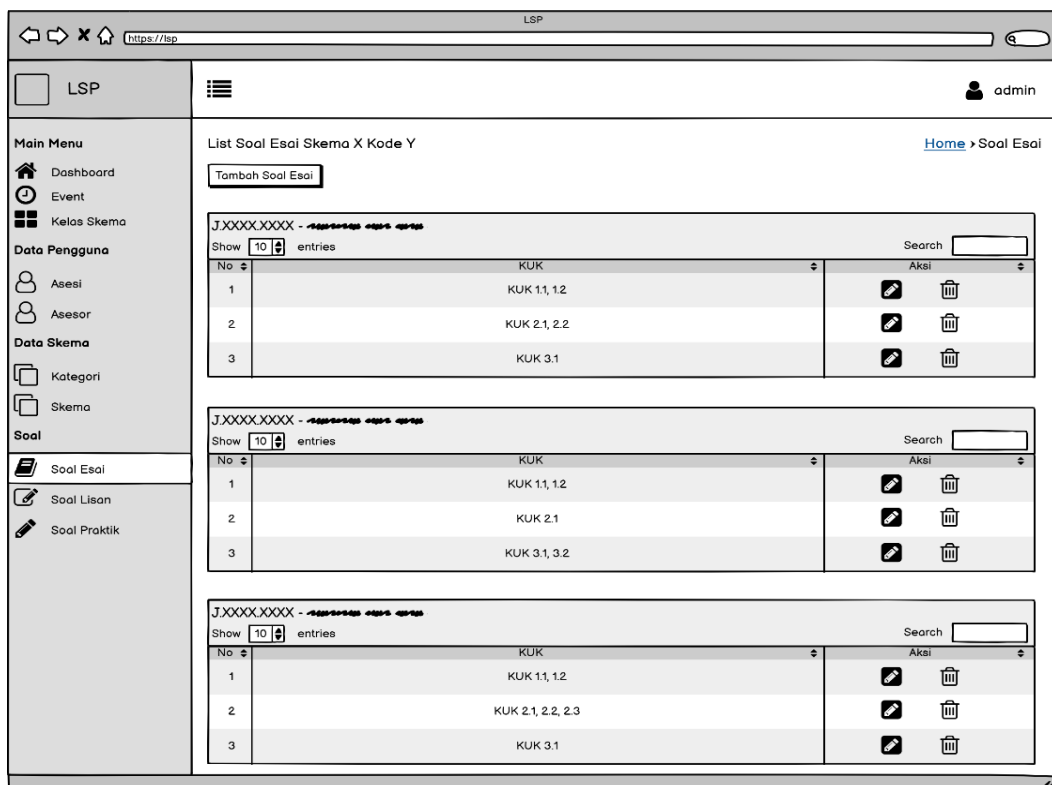 LSP
https://lsp
LSP
admin
Main Menu
Dashboard
Event
Kelas Skema
Data Pengguna
Asesi
Asesor
Data Skema
Kategori
Skema
Soal
Soal Esai
Soal Lisan
Soal Praktik
List Soal Esai Skema X Kode Y
Home › Soal Esai
Tambah Soal Esai
J.XXXX.XXXX -
Show 10 entries Search
No KUK Aksi
1 KUK 1.1, 1.2
2 KUK 2.1, 2.2
3 KUK 3.1
J.XXXX.XXXX -
Show 10 entries Search
No KUK Aksi
1 KUK 1.1, 1.2
2 KUK 2.1
3 KUK 3.1, 3.2
J.XXXX.XXXX -
Show 10 entries Search
No KUK Aksi
1 KUK 1.1, 1.2
2 KUK 2.1, 2.2, 2.3
3 KUK 3.1